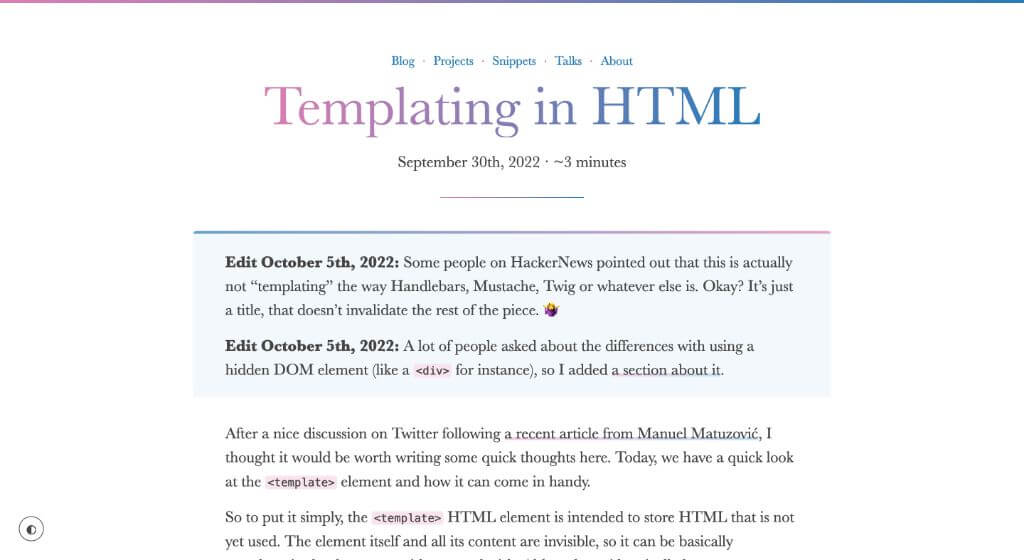 Blog · Projects · Snippets · Talks · About
Templating in HTML
September 30th, 2022 · ~3 minutes
Edit October 5th, 2022: Some people on HackerNews pointed out that this is actually
not “templating” the way Handlebars, Mustache, Twig or whatever else is. Okay? It’s just
a title, that doesn’t invalidate the rest of the piece. 🤷‍♀️
Edit October 5th, 2022: A lot of people asked about the differences with using a
hidden DOM element (like a <div> for instance), so I added a section about it.
After a nice discussion on Twitter following a recent article from Manuel Matuzović, I
thought it would be worth writing some quick thoughts here. Today, we have a quick look
at the <template> element and how it can come in handy.
So to put it simply, the <template> HTML element is intended to store HTML that is not
yet used. The element itself and all its content are invisible, so it can be basically